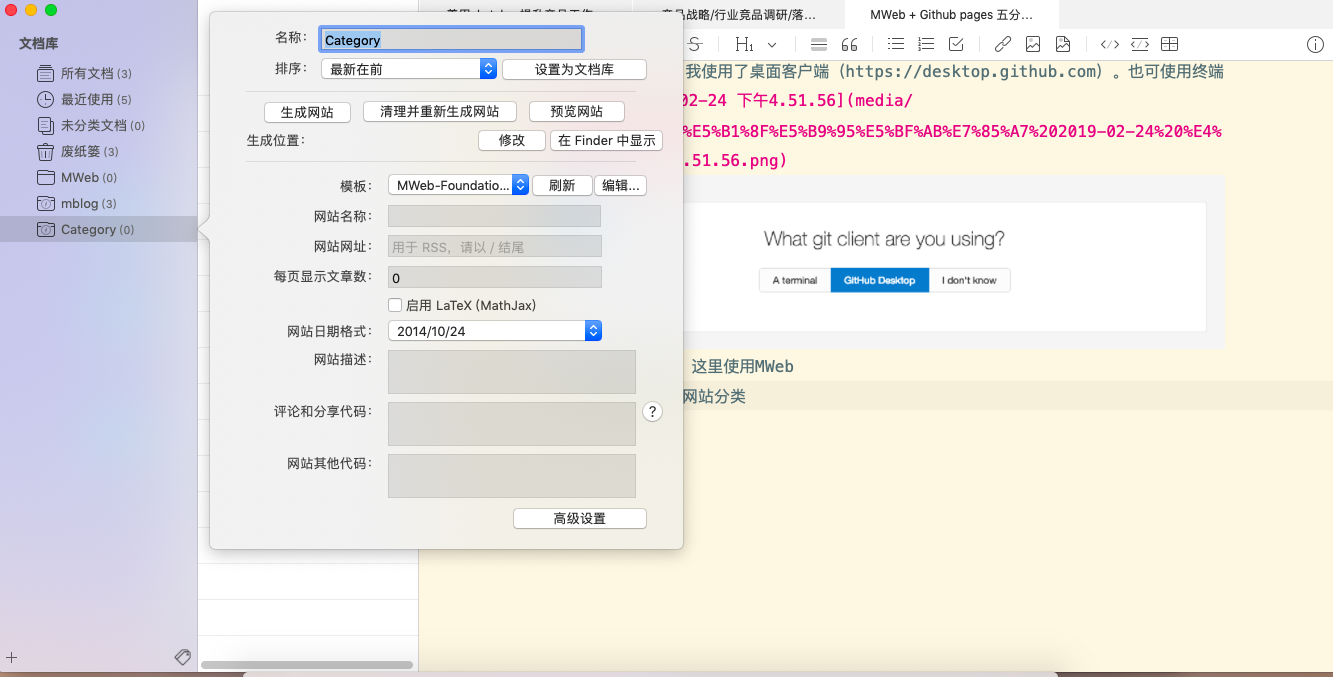 文档库
所有文档 (3)
最近使用 (5)
未分类文档 (0)
废纸篓 (3)
MWeb (0)
mblog (3)
Category (0)
名称：
Category
排序：
最新在前
设置为文档库
生成网站
清理并重新生成网站
预览网站
生成位置：
修改
在 Finder 中显示
模板：
MWeb-Foundatio...
刷新
编辑...
网站名称：
网站网址：
用于 RSS，请以 / 结尾
每页显示文章数：
0
启用 LaTeX (MathJax)
网站日期格式：
2014/10/24
网站描述：
评论和分享代码：
?
网站其他代码：
高级设置
竞品战略/行业竞品调研/落...
MWeb + Github pages 五分...
H1
我使用了桌面客户端（https://desktop.github.com）。也可使用终端
02-24 下午4.51.56](media/
%E5%B1%8F%E5%B9%95%E5%BF%AB%E7%85%A7%202019-02-24%20%E4%
.51.56.png)
What git client are you using?
A terminal
GitHub Desktop
I don't know
这里使用MWeb
网站分类